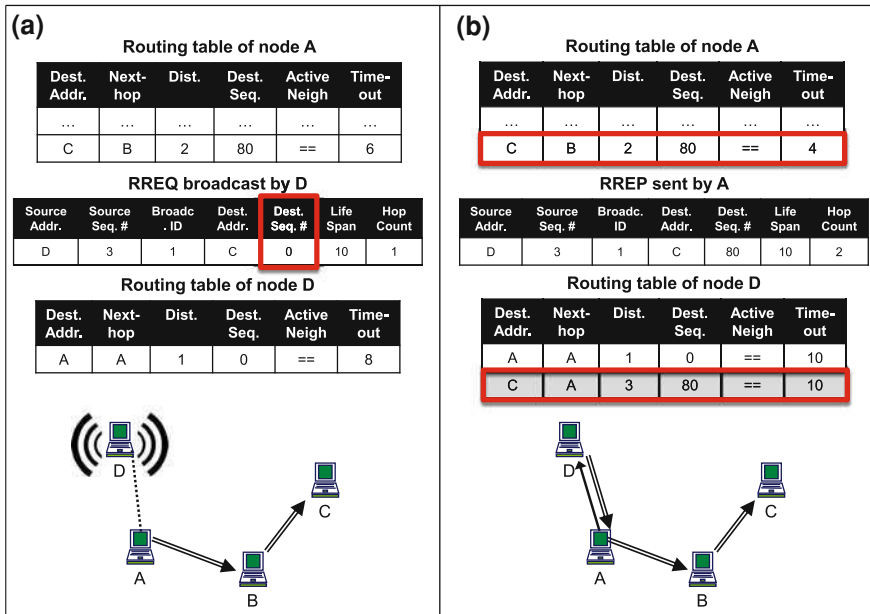 (a)
Routing table of node A
Dest. Addr. Next-hop Dist. Dest. Seq. Active Neigh Time-out
... ... ... ... ... ...
C B 2 80 == 6
RREQ broadcast by D
Source Addr. Source Seq. # Broadc. ID Dest. Addr. Dest. Seq. # Life Span Hop Count
D 3 1 C 0 10 1
Routing table of node D
Dest. Addr. Next-hop Dist. Dest. Seq. Active Neigh Time-out
A A 1 0 == 8
D
C
A
B
(b)
Routing table of node A
Dest. Addr. Next-hop Dist. Dest. Seq. Active Neigh Time-out
... ... ... ... ... ...
C B 2 80 == 4
RREP sent by A
Source Addr. Source Seq. # Broadc. ID Dest. Addr. Dest. Seq. # Life Span Hop Count
D 3 1 C 80 10 2
Routing table of node D
Dest. Addr. Next-hop Dist. Dest. Seq. Active Neigh Time-out
A A 1 0 == 10
C A 3 80 == 10
D
C
A
B